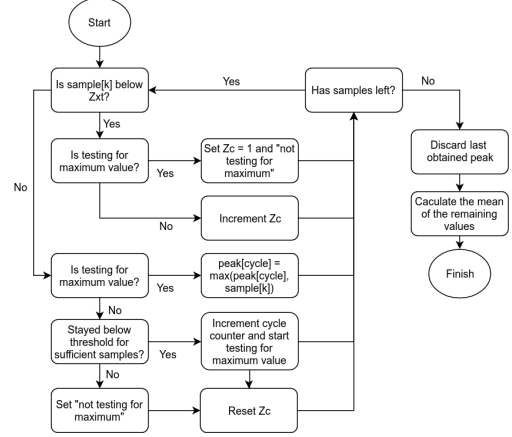 Start
Is sample[k] below
Zxt?
Yes
Has samples left?
No
Yes
Is testing for
maximum value?
Yes
Set Zc = 1 and "not
testing for
maximum"
Discard last
obtained peak
No
No
Increment Zc
Caculate the mean
of the remaining
values
Is testing for
maximum value?
Yes
peak[cycle] =
max(peak[cycle],
sample[k])
Finish
No
Stayed below
threshold for
sufficient samples?
Yes
Increment cycle
counter and start
testing for
maximum value
No
Set "not testing for
maximum"
Reset Zc